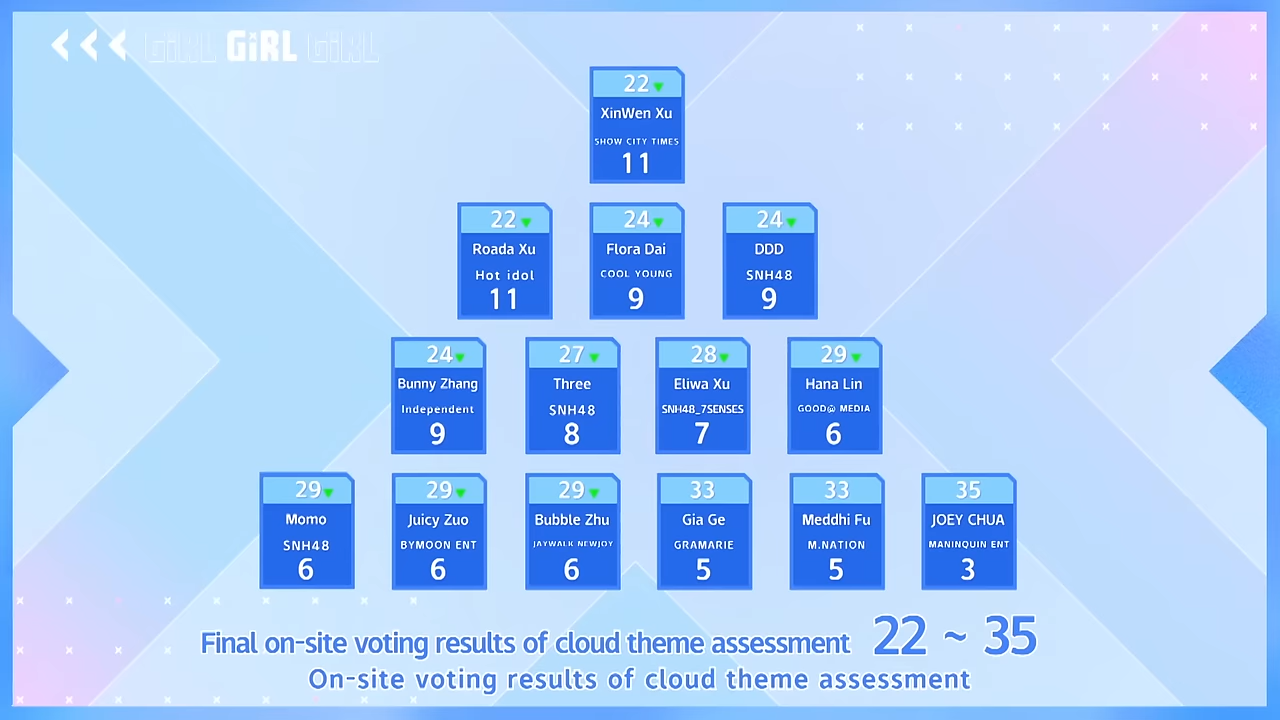 GiRL GiRL GiRL
22
XinWen Xu
SHOW CITY TIMES
11
22 24 24
Roada Xu Flora Dai DDD
Hot idol COOL YOUNG SNH48
11 9 9
24 27 28 29
Bunny Zhang Three Eliwa Xu Hana Lin
Independent SNH48 SNH48_7SENSES GOOD@ MEDIA
9 8 7 6
29 29 29 33 33 35
Momo Juicy Zuo Bubble Zhu Gia Ge Meddhi Fu JOEY CHUA
SNH48 BYMOON ENT JAYWALK NEWJOY GRAMARIE M.NATION MANINQUIN ENT
6 6 6 5 5 3
Final on-site voting results of cloud theme assessment 22 ~ 35
On-site voting results of cloud theme assessment